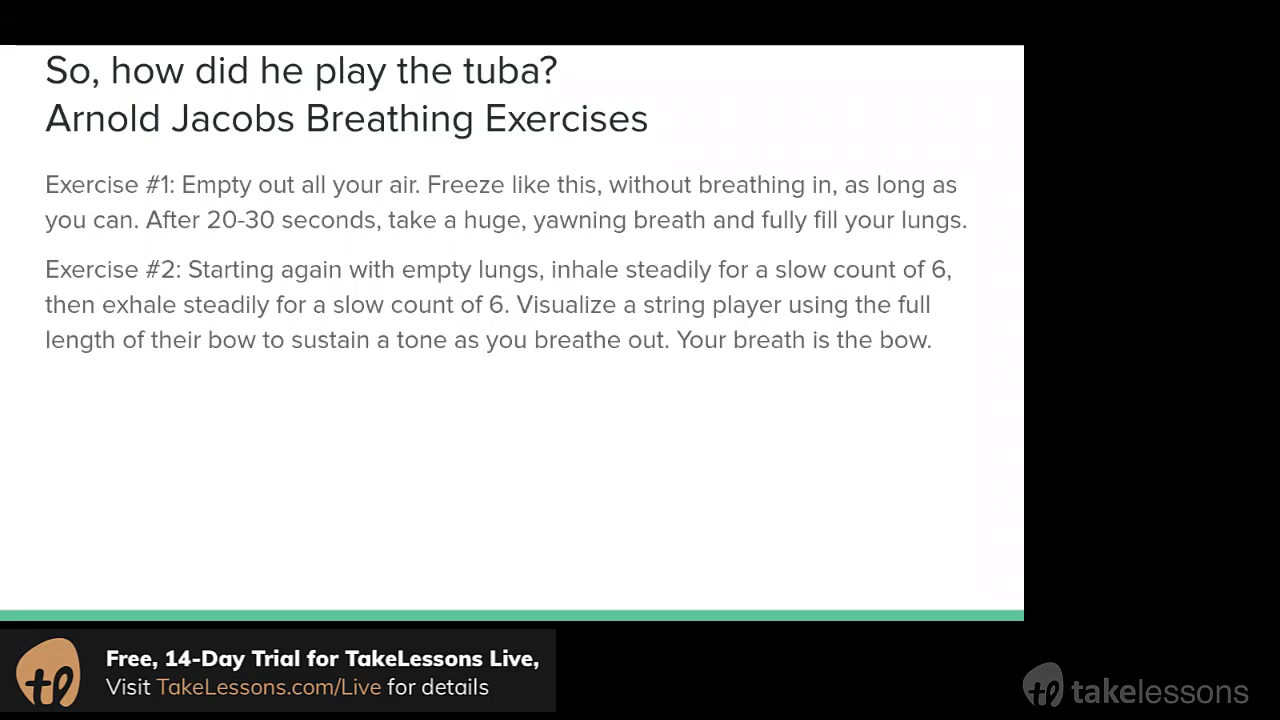 So, how did he play the tuba?
Arnold Jacobs Breathing Exercises
Exercise #1: Empty out all your air. Freeze like this, without breathing in, as long as
you can. After 20-30 seconds, take a huge, yawning breath and fully fill your lungs.
Exercise #2: Starting again with empty lungs, inhale steadily for a slow count of 6,
then exhale steadily for a slow count of 6. Visualize a string player using the full
length of their bow to sustain a tone as you breathe out. Your breath is the bow.
Free, 14-Day Trial for TakeLessons Live,
Visit TakeLessons.com/Live for details
takelessons